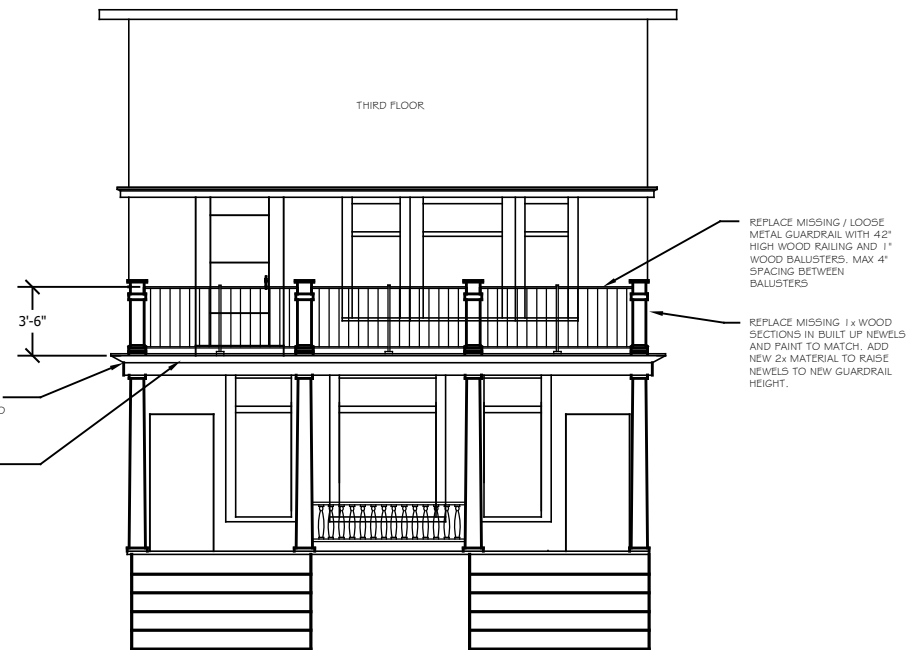 THIRD FLOOR
REPLACE MISSING / LOOSE
METAL GUARDRAIL WITH 42"
HIGH WOOD RAILING AND 1"
WOOD BALUSTERS. MAX 4"
SPACING BETWEEN
BALUSTERS
3'-6"
REPLACE MISSING 1x WOOD
SECTIONS IN BUILT UP NEWELS
AND PAINT TO MATCH. ADD
NEW 2x MATERIAL TO RAISE
NEWELS TO NEW GUARDRAIL
HEIGHT.